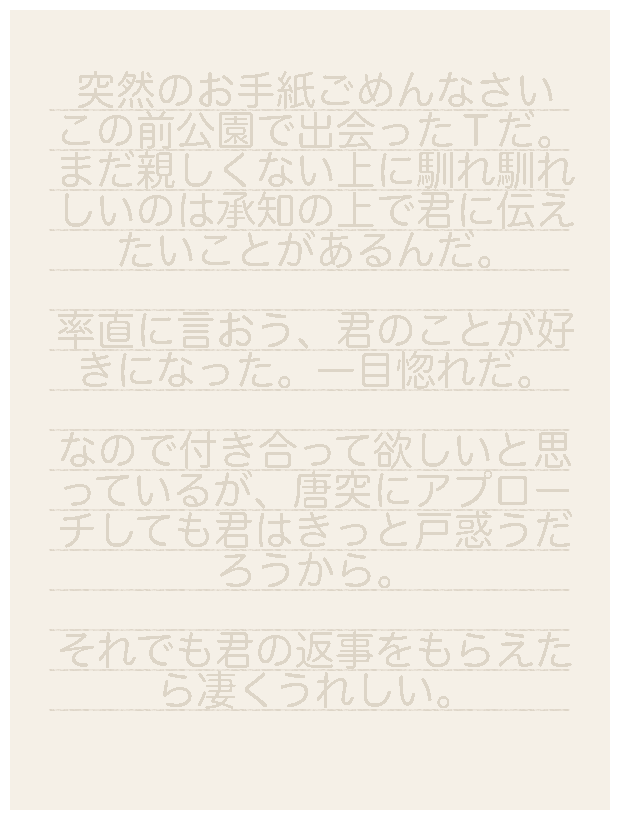 突然のお手紙ごめんなさい
この前公園で出会ったTだ。
まだ親しくない上に馴れ馴れ
しいのは承知の上で君に伝え
たいことがあるんだ。
率直に言おう、君のことが好
きになった。一目惚れだ。
なので付き合って欲しいと思
っているが、唐突にアプロー
チしても君はきっと戸惑うだ
ろうから。
それでも君の返事をもらえた
ら凄くうれしい。